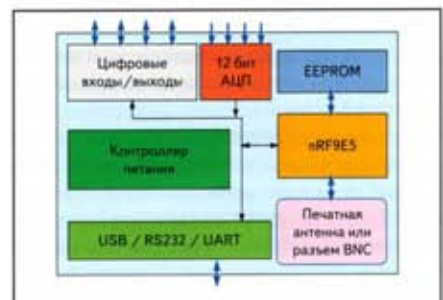 Цифровые
входы/выходы
12 бит
АЦП
EEPROM
Контроллер
питания
nRF9E5
USB / RS232 / UART
Печатная
антенна или
разъем BNC